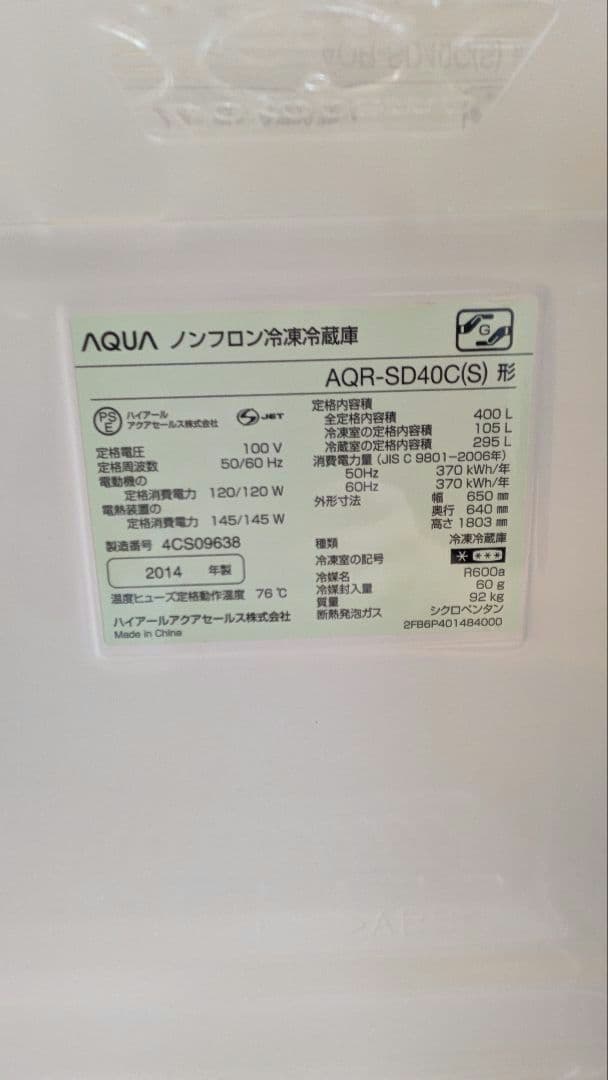 AQUA ノンフロン冷凍冷蔵庫
G
AQR-SD40C(S) 形
PS E ハイアール
アクアセールス株式会社
S JET
定格電圧 100 V
定格周波数 50/60 Hz
電動機の
定格消費電力 120/120 W
電熱装置の
定格消費電力 145/145 W
製造番号 4CS09638
2014 年製
温度ヒューズ定格動作温度 76 ℃
ハイアールアクアセールス株式会社
Made in China
定格内容積
全定格内容積 400 L
冷凍室の定格内容積 105 L
冷蔵室の定格内容積 295 L
消費電力量 (JIS C 9801-2006年)
50Hz 370 kWh/年
60Hz 370 kWh/年
外形寸法 幅 650 ㎜
奥行 640 ㎜
高さ 1803 ㎜
種類 冷凍冷蔵庫
冷凍室の記号 * ***
冷媒名 R600a
冷媒封入量 60 g
質量 92 kg
断熱発泡ガス シクロペンタン
2FB6P401484000